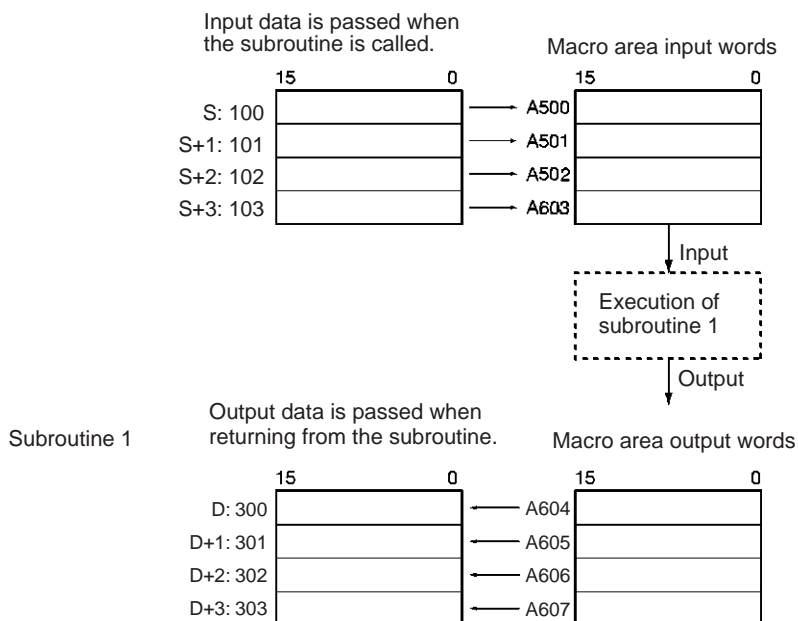 Input data is passed when
the subroutine is called.
Macro area input words
15 0 15 0
S: 100 A500
S+1: 101 A501
S+2: 102 A502
S+3: 103 A603
Input
Execution of
subroutine 1
Output
Output data is passed when
Subroutine 1 returning from the subroutine. Macro area output words
15 0 15 0
D: 300 A604
D+1: 301 A605
D+2: 302 A606
D+3: 303 A607